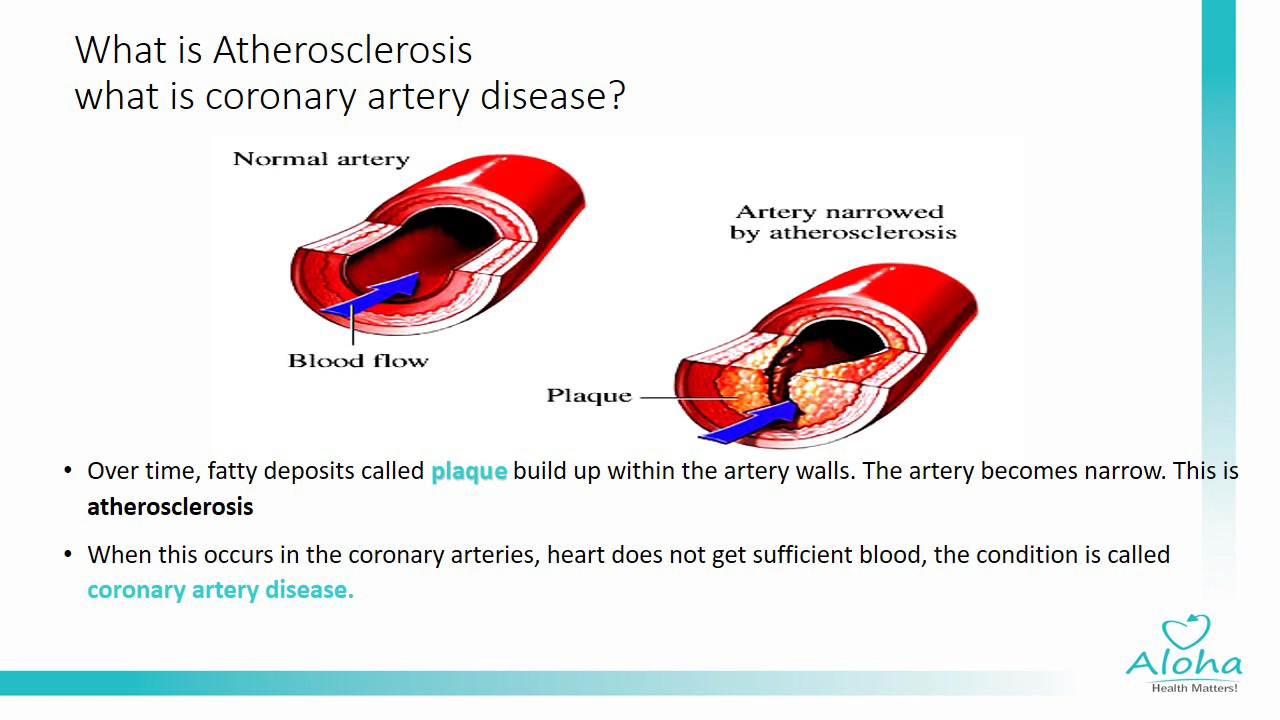 What is Atherosclerosis
what is coronary artery disease?
Normal artery
Artery narrowed
by atherosclerosis
Blood flow
Plaque
• Over time, fatty deposits called plaque build up within the artery walls. The artery becomes narrow. This is
atherosclerosis
• When this occurs in the coronary arteries, heart does not get sufficient blood, the condition is called
coronary artery disease.
Aloha
Health Matters!